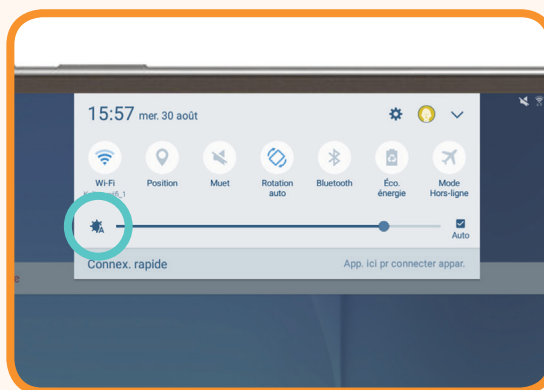 15:57 mer. 30 août
Wi-Fi
Position
Muet
Rotation
auto
Bluetooth
Éco.
énergie
Mode
Hors-ligne
Auto
Connex. rapide
App. ici pr connecter appar.